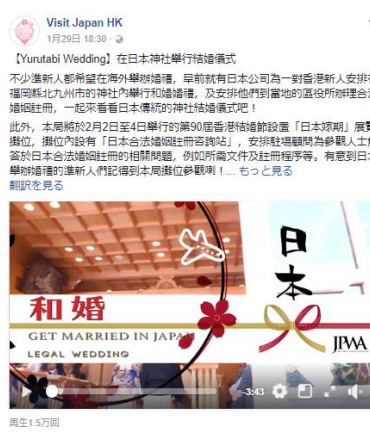 Visit Japan HK
1月29日 18:30 ·
【Yurutabi Wedding】在日本神社舉行結婚儀式
不少準新人都希望在海外舉辦婚禮，早前就有日本公司為一對香港新人安排
福岡縣北九州市的神社內舉行和婚婚禮，及安排他們到當地的區役所辦理合
婚姻註冊，一起來看看日本傳統的神社結婚儀式吧！
此外，本局將於2月2日至4日舉行的第90屆香港結婚節設置「日本嫁期」展
攤位，攤位內設有「日本合法婚姻註冊咨詢站」，安排駐場顧問為參觀人士
答於日本合法婚姻註冊的相關問題，例如所需文件及註冊程序等。有意到日
舉辦婚禮的準新人們記得到本局攤位參觀喇！... もっと見る
翻訳を見る
日本
和婚
GET MARRIED IN JAPAN
LEGAL WEDDING
JPWA
-3:43
再生1.5万回